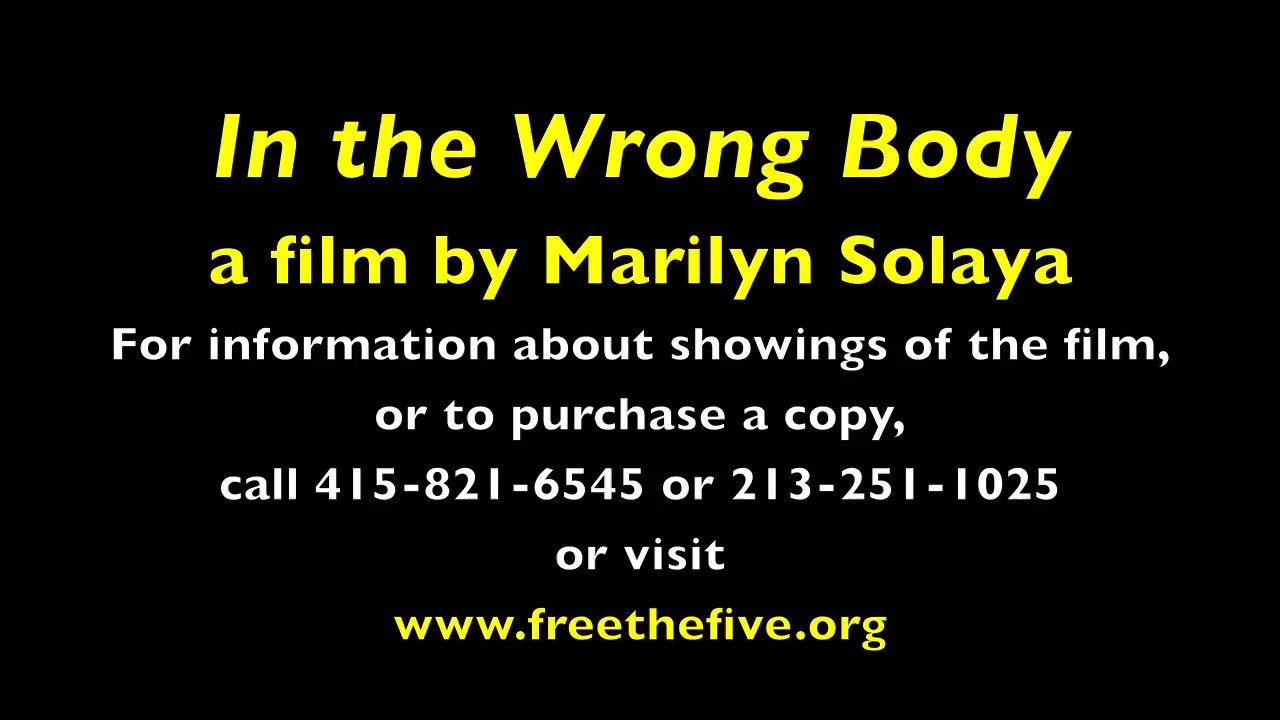 In the Wrong Body
a film by Marilyn Solaya
For information about showings of the film,
or to purchase a copy,
call 415-821-6545 or 213-251-1025
or visit
www.freethefive.org